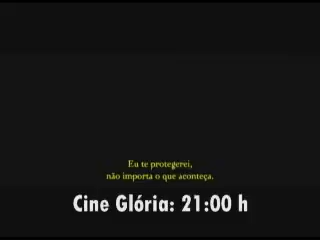 Eu te protegerei,
não importa o que aconteça.
Cine Glória: 21:00 h